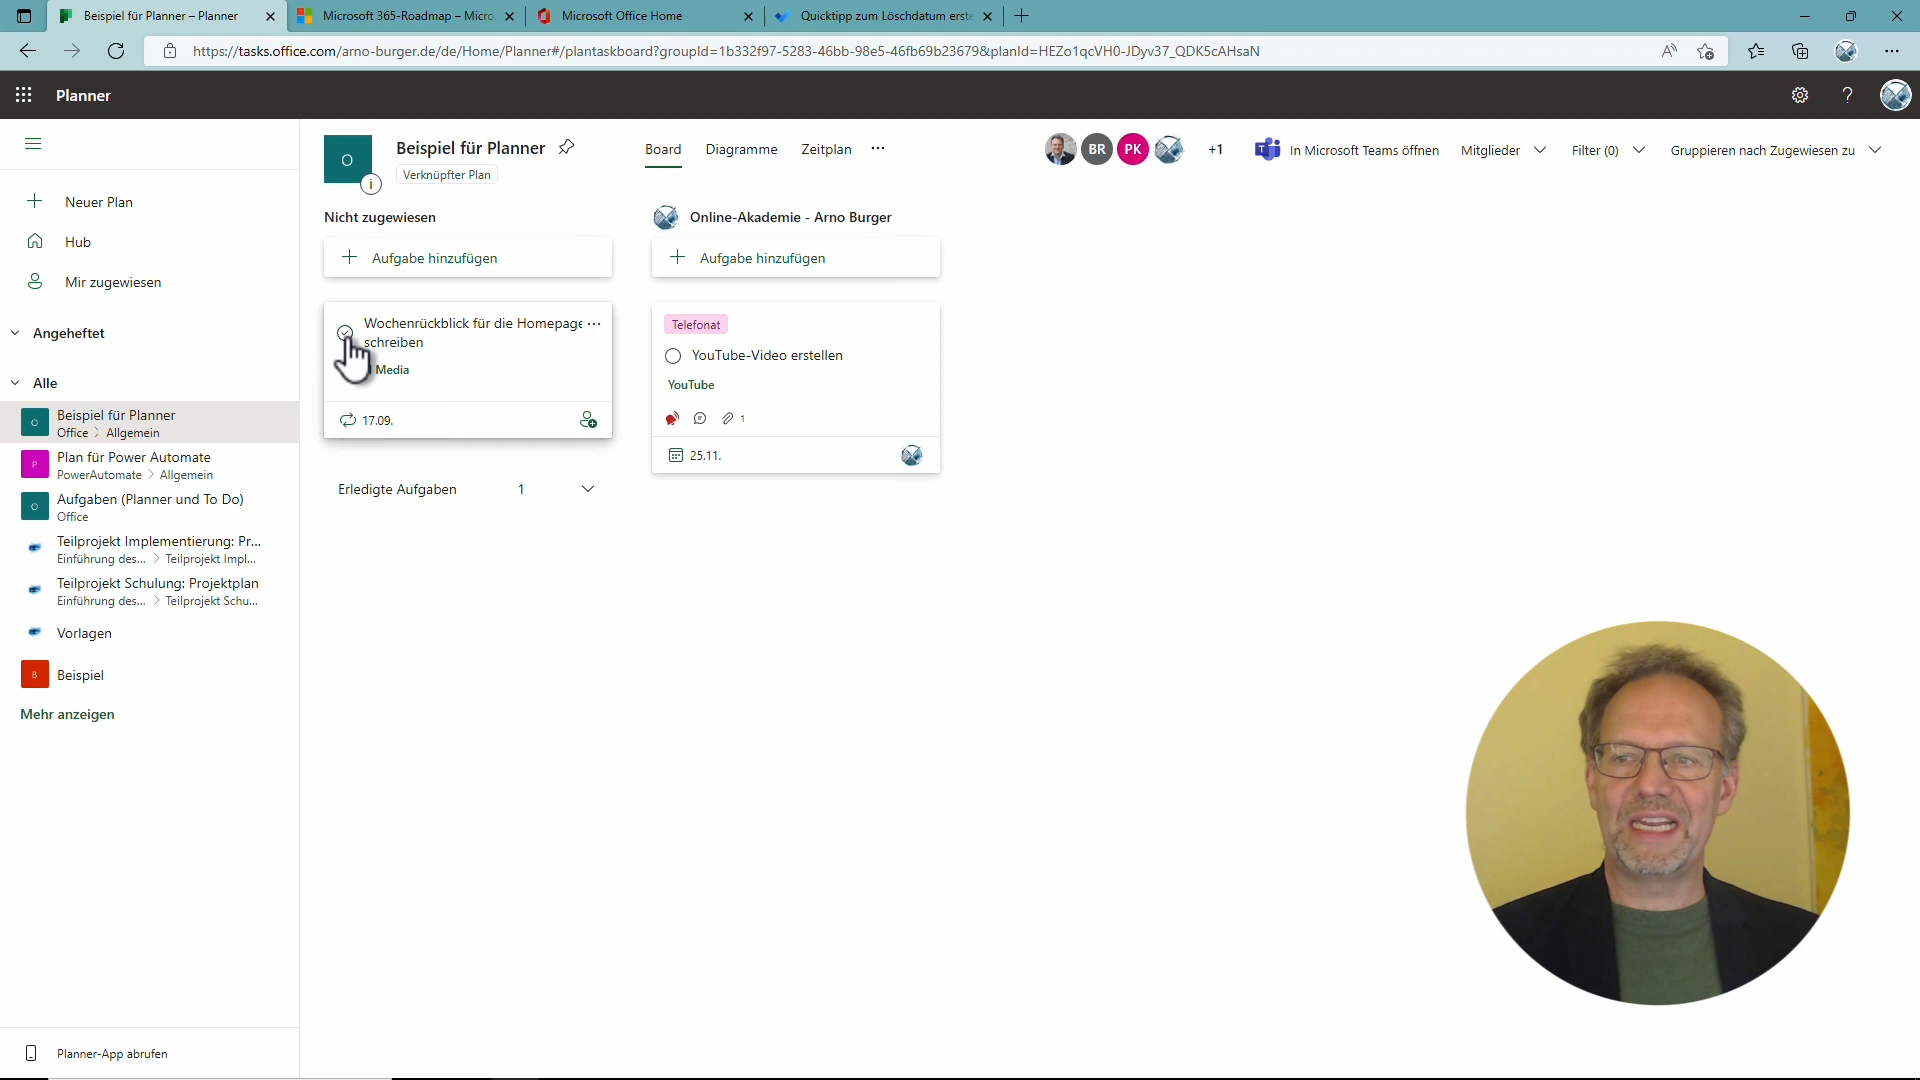 Beispiel für Planner – Planner
Microsoft 365-Roadmap – Micro
Microsoft Office Home
Quicktipp zum Löschdatum erste
https://tasks.office.com/arno-burger.de/de/Home/Planner#/plantaskboard?groupId=1b332f97-5283-46bb-98e5-46fb69b23679&planId=HEZo1qcVH0-JDyv37_QDK5cAHsaN
Planner
Neuer Plan
Hub
Mir zugewiesen
Angeheftet
Alle
O
Beispiel für Planner
Office > Allgemein
P
Plan für Power Automate
PowerAutomate > Allgemein
O
Aufgaben (Planner und To Do)
Office
Teilprojekt Implementierung: Pr...
Einführung des... > Teilprojekt Impl...
Teilprojekt Schulung: Projektplan
Einführung des... > Teilprojekt Schu...
Vorlagen
B
Beispiel
Mehr anzeigen
Planner-App abrufen
O
Beispiel für Planner
Verknüpfter Plan
Board
Diagramme
Zeitplan
BR
PK
+1
In Microsoft Teams öffnen
Mitglieder
Filter (0)
Gruppieren nach Zugewiesen zu
Nicht zugewiesen
Aufgabe hinzufügen
Wochenrückblick für die Homepage
schreiben
Media
17.09.
Erledigte Aufgaben 1
Online-Akademie - Arno Burger
Aufgabe hinzufügen
Telefonat
YouTube-Video erstellen
YouTube
1
25.11.